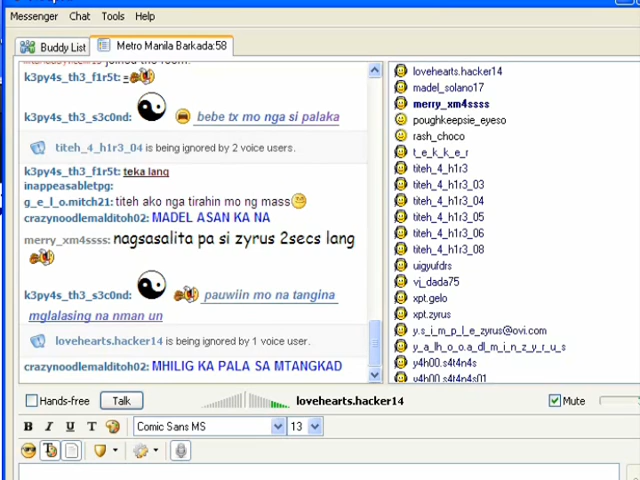 Messenger Chat Tools Help
Buddy List Metro Manila Barkada:58
joined the room.
k3py4s_th3_f1r5t: =
k3py4s_th3_s3c0nd: bebe tx mo nga si palaka
titeh_4_h1r3_04 is being ignored by 2 voice users.
k3py4s_th3_f1r5t: teka lang
inappeasabletpg:
g_e_l_o.mitch21: titeh ako nga tirahin mo ng mass
crazynoodlemalditoh02: MADEL ASAN KA NA
merry_xm4ssss: nagsasalita pa si zyrus 2secs lang
k3py4s_th3_s3c0nd: pauwiin mo na tangina
mglalasing na nman un
lovehearts.hacker14 is being ignored by 1 voice user.
crazynoodlemalditoh02: MHILIG KA PALA SA MTANGKAD
lovehearts.hacker14
madel_solano17
merry_xm4ssss
poughkeepsie_eyeso
rash_choco
t_e_k_k_e_r
titeh_4_h1r3
titeh_4_h1r3_03
titeh_4_h1r3_04
titeh_4_h1r3_05
titeh_4_h1r3_06
titeh_4_h1r3_08
uigyufdrs
vj_dada75
xpt.gelo
xpt.zyrus
y.s_i_m_p_l_e_zyrus@ovi.com
y_a_lh_o_o.a_dl_m_i_n_z_y_r_u_s
y4h00.s4t4n4s
y4h00.s4t4n4s01
Hands-free Talk lovehearts.hacker14 Mute
B I U T Comic Sans MS 13